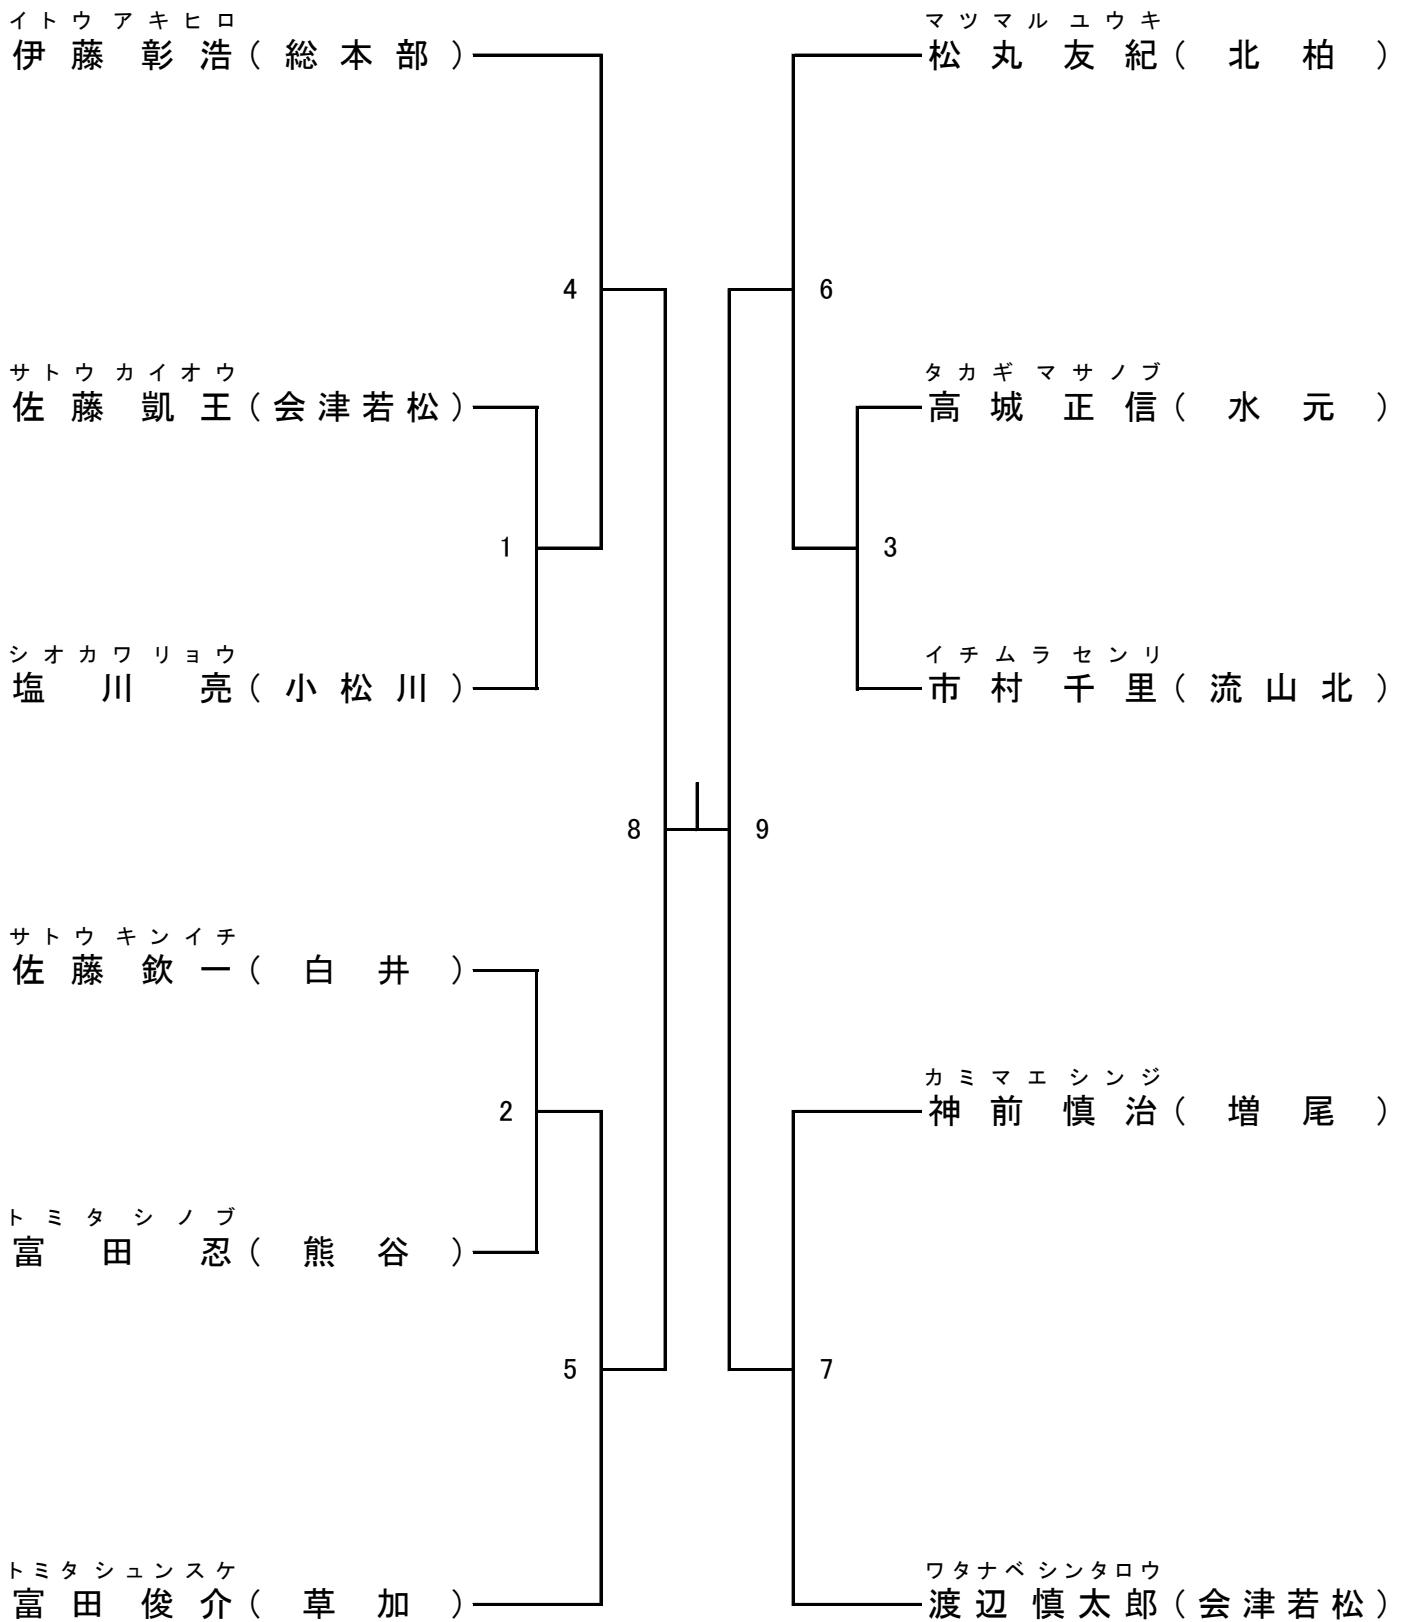 イトウアキヒロ
伊藤彰浩(総本部)
4
サトウカイオウ
佐藤凱王(会津若松)
1
シオカワリョウ
塩川亮(小松川)
8
サトウキンイチ
佐藤欽一(白井)
2
トミタシノブ
富田忍(熊谷)
5
トミタシュンスケ
富田俊介(草加)
マツマルユウキ
松丸友紀(北柏)
6
タカギマサノブ
高城正信(水元)
3
イチムラセンリ
市村千里(流山北)
9
カミマエシンジ
神前慎治(増尾)
7
ワタナベシンタロウ
渡辺慎太郎(会津若松)